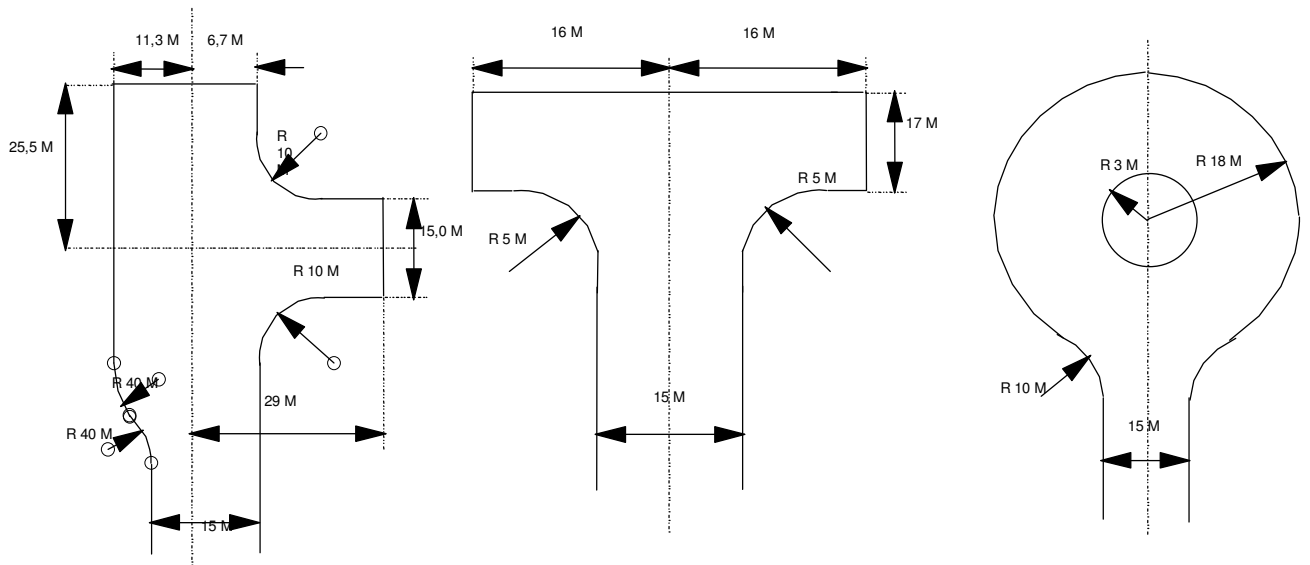 11,3 M
6,7 M
25,5 M
R
10
15,0 M
R 10 M
R 40 M
R 40 M
29 M
15 M
16 M
16 M
17 M
R 5 M
R 5 M
15 M
R 3 M
R 18 M
R 10 M
15 M